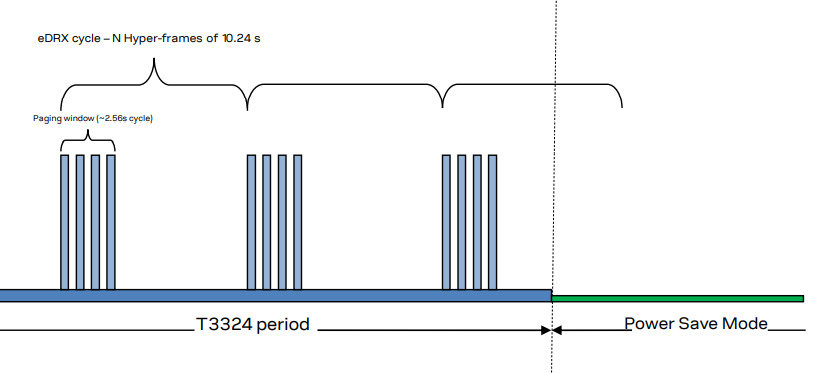 eDRX cycle – N Hyper-frames of 10.24 s
Paging window (~2.56s cycle)
T3324 period
Power Save Mode